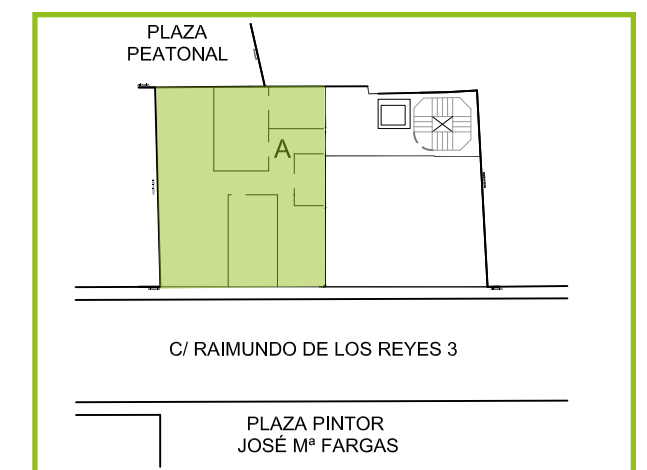 PLAZA
PEATONAL
A
C/ RAIMUNDO DE LOS REYES 3
PLAZA PINTOR
JOSÉ Mª FARGAS